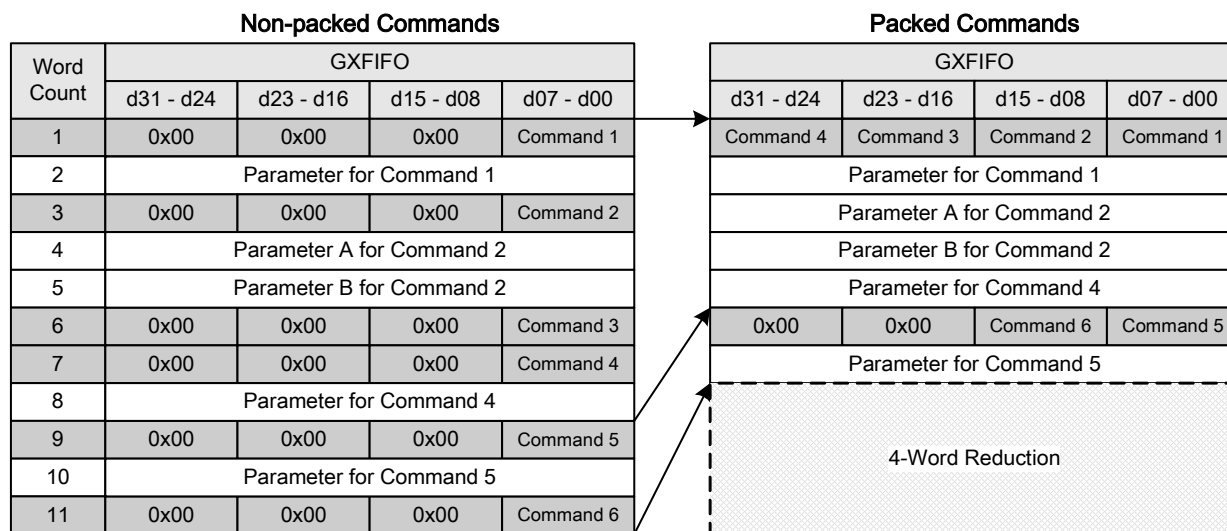 Non-packed Commands
Word Count GXFIFO
d31 - d24 d23 - d16 d15 - d08 d07 - d00
1 0x00 0x00 0x00 Command 1
2 Parameter for Command 1
3 0x00 0x00 0x00 Command 2
4 Parameter A for Command 2
5 Parameter B for Command 2
6 0x00 0x00 0x00 Command 3
7 0x00 0x00 0x00 Command 4
8 Parameter for Command 4
9 0x00 0x00 0x00 Command 5
10 Parameter for Command 5
11 0x00 0x00 0x00 Command 6
Packed Commands
GXFIFO
d31 - d24 d23 - d16 d15 - d08 d07 - d00
Command 4 Command 3 Command 2 Command 1
Parameter for Command 1
Parameter A for Command 2
Parameter B for Command 2
Parameter for Command 4
0x00 0x00 Command 6 Command 5
Parameter for Command 5
4-Word Reduction